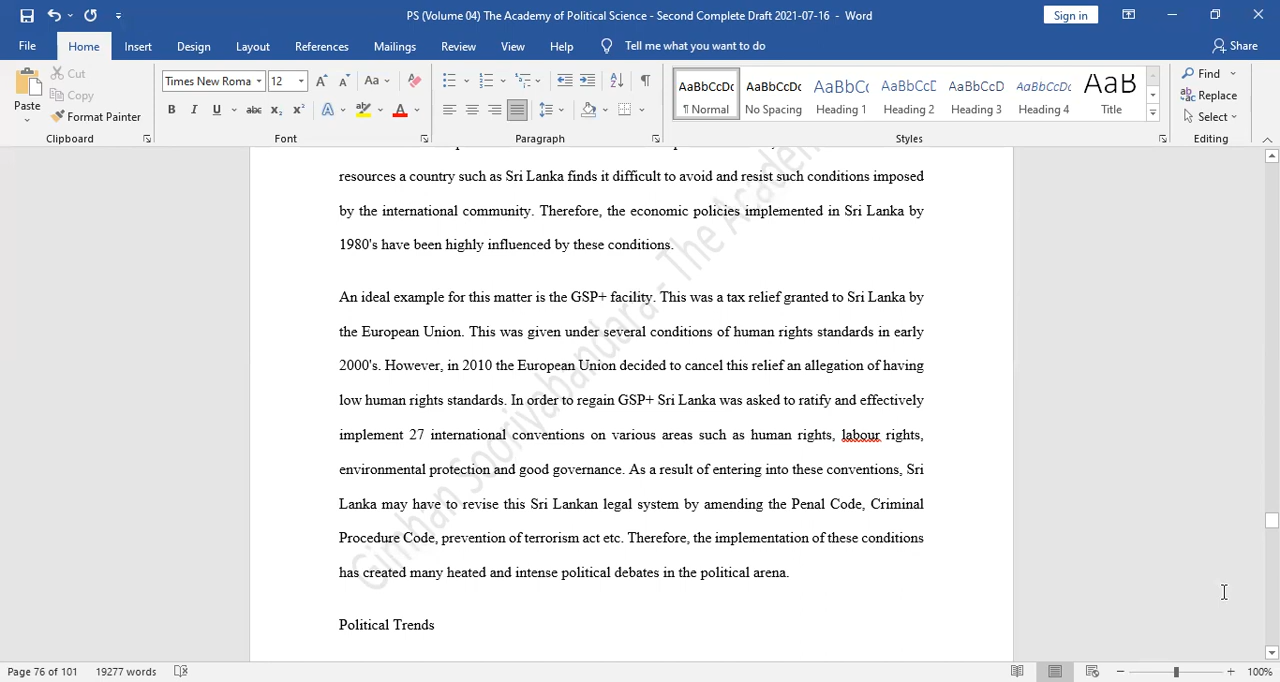 PS (Volume 04) The Academy of Political Science - Second Complete Draft 2021-07-16 - Word
Sign in
File Home Insert Design Layout References Mailings Review View Help Tell me what you want to do Share
Paste
Cut
Copy
Format Painter
Clipboard
Times New Roma 12
Font
Paragraph
AaBbCcDc AaBbCcDc AaBbC AaBbCcD AaBbCcD AaBbCcDc AaB
¶ Normal No Spacing Heading 1 Heading 2 Heading 3 Heading 4 Title
Styles
Find
Replace
Select
Editing
resources a country such as Sri Lanka finds it difficult to avoid and resist such conditions imposed
by the international community. Therefore, the economic policies implemented in Sri Lanka by
1980's have been highly influenced by these conditions.
An ideal example for this matter is the GSP+ facility. This was a tax relief granted to Sri Lanka by
the European Union. This was given under several conditions of human rights standards in early
2000's. However, in 2010 the European Union decided to cancel this relief an allegation of having
low human rights standards. In order to regain GSP+ Sri Lanka was asked to ratify and effectively
implement 27 international conventions on various areas such as human rights, labour rights,
environmental protection and good governance. As a result of entering into these conventions, Sri
Lanka may have to revise this Sri Lankan legal system by amending the Penal Code, Criminal
Procedure Code, prevention of terrorism act etc. Therefore, the implementation of these conditions
has created many heated and intense political debates in the political arena.
Political Trends
Gimhan Sooriyabandara - The Academ
Page 76 of 101 19277 words 100%